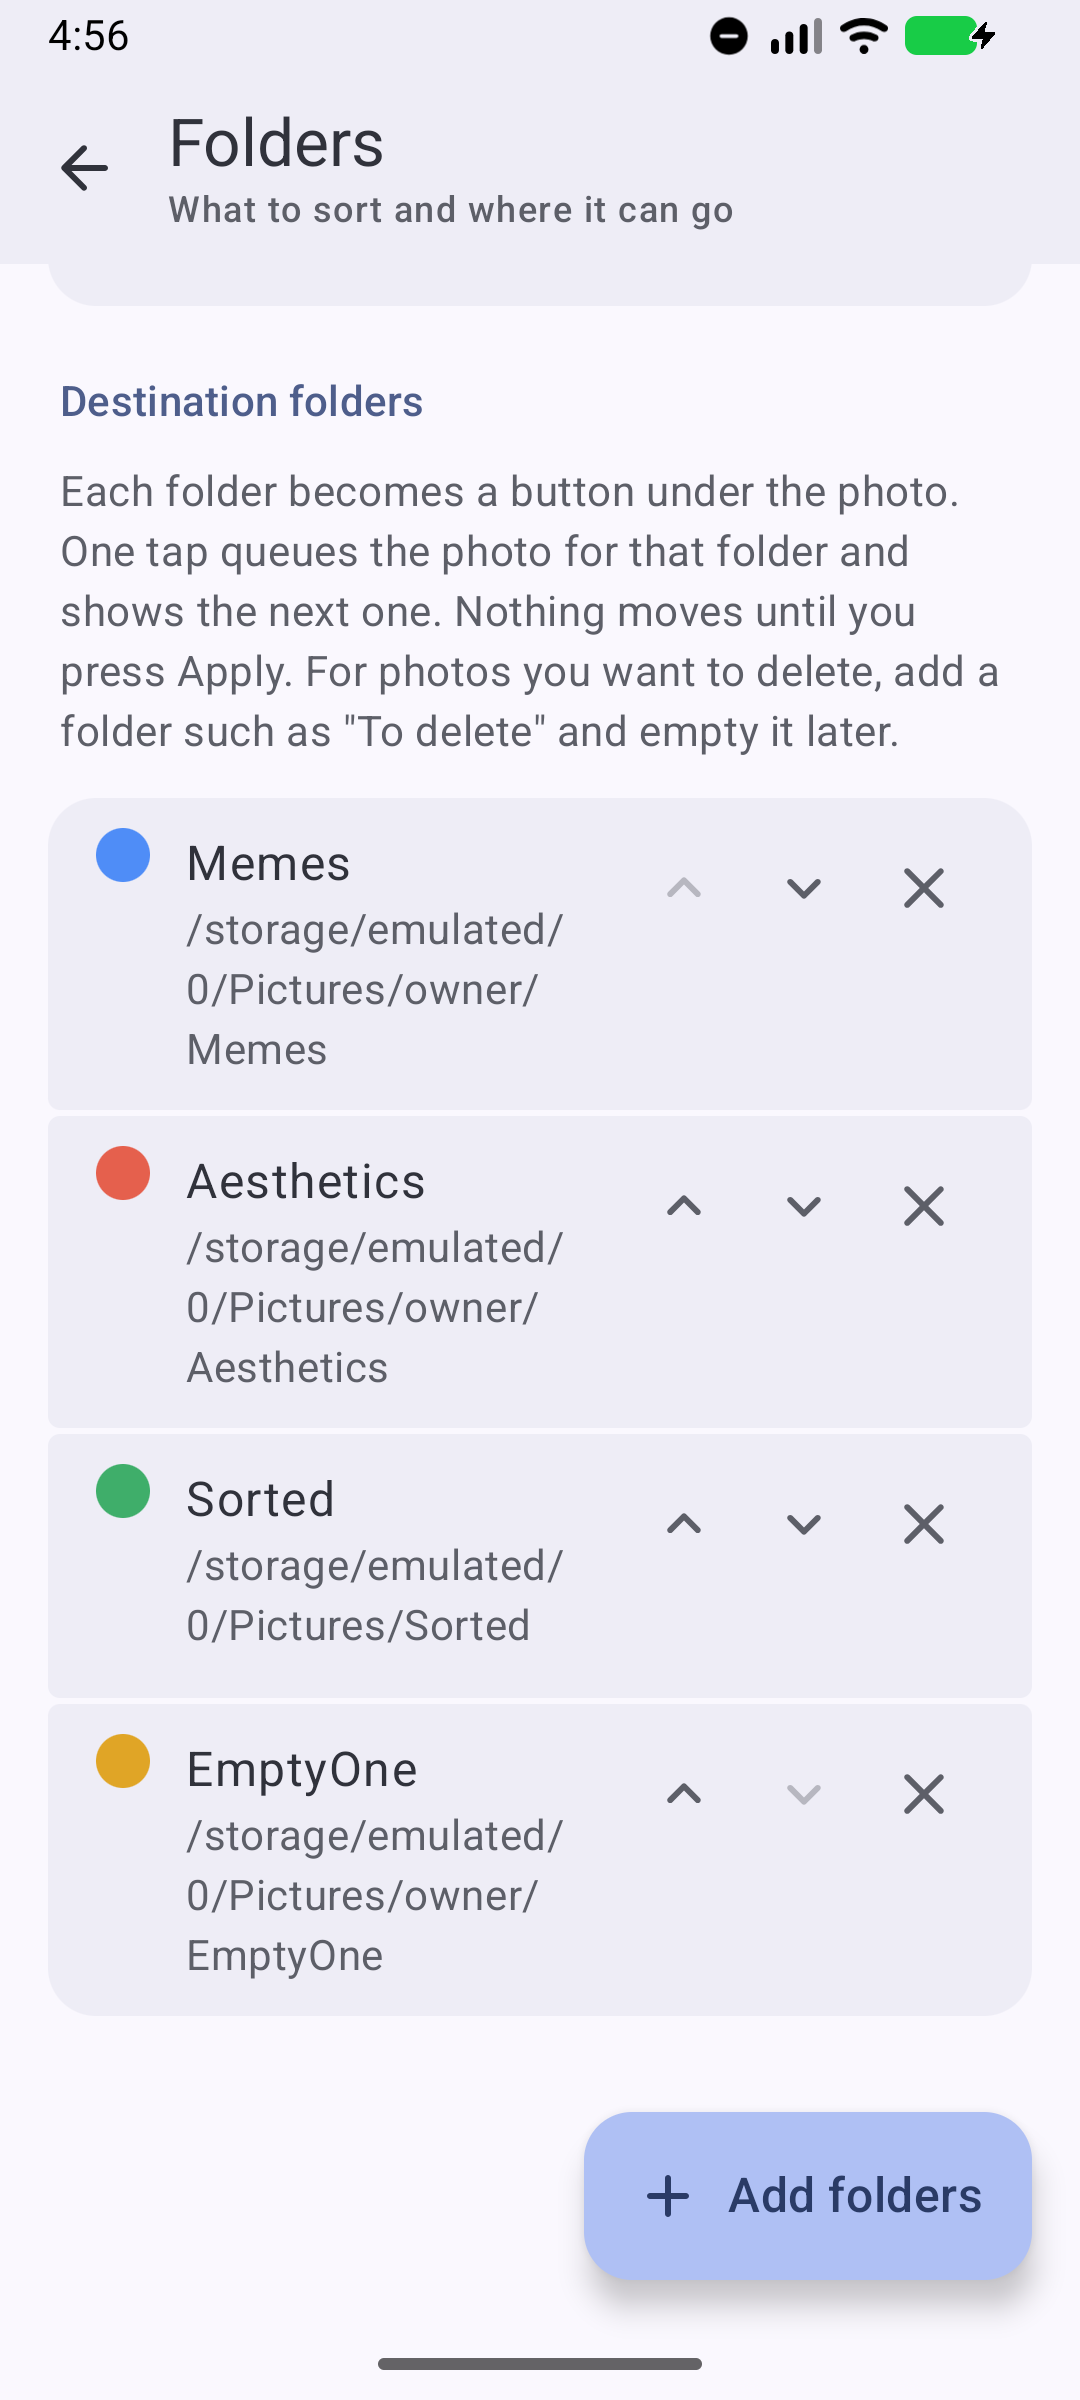 4:56
Folders
What to sort and where it can go
Destination folders
Each folder becomes a button under the photo.
One tap queues the photo for that folder and
shows the next one. Nothing moves until you
press Apply. For photos you want to delete, add a
folder such as "To delete" and empty it later.
Memes
/storage/emulated/
0/Pictures/owner/
Memes
Aesthetics
/storage/emulated/
0/Pictures/owner/
Aesthetics
Sorted
/storage/emulated/
0/Pictures/Sorted
EmptyOne
/storage/emulated/
0/Pictures/owner/
EmptyOne
Add folders